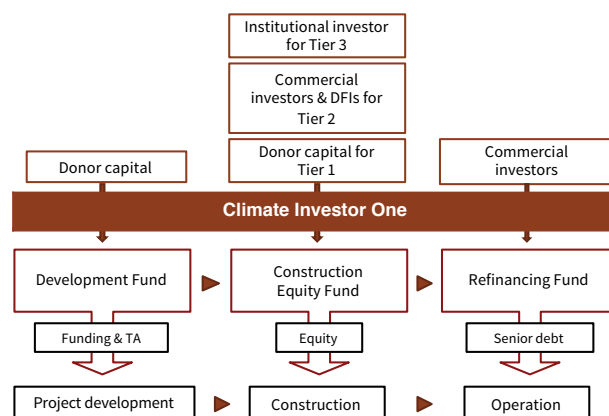 Institutional investor
for Tier 3
Commercial
investors & DFIs for
Tier 2
Donor capital
Donor capital for
Tier 1
Commercial
investors
Climate Investor One
Development Fund
Construction
Equity Fund
Refinancing Fund
Funding & TA
Equity
Senior debt
Project development
Construction
Operation